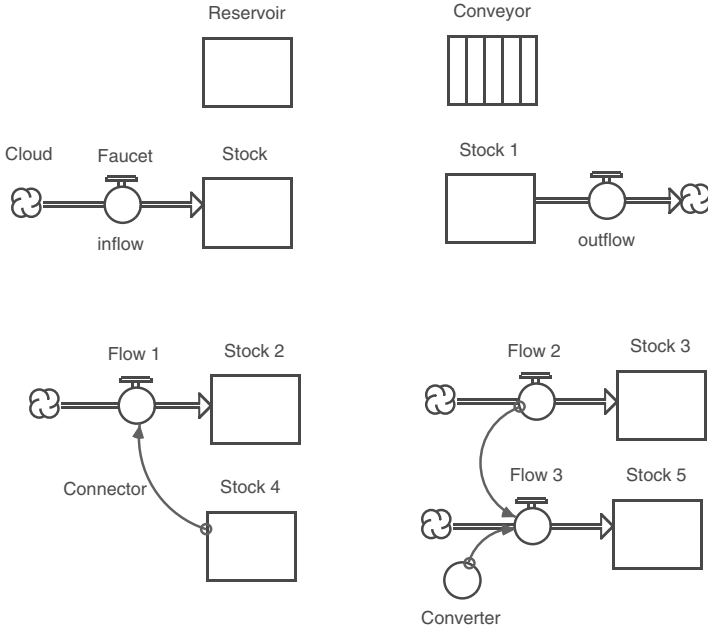 Reservoir
Conveyor
Cloud
Faucet
Stock
inflow
Stock 1
outflow
Flow 1
Stock 2
Connector
Stock 4
Flow 2
Stock 3
Flow 3
Stock 5
Converter